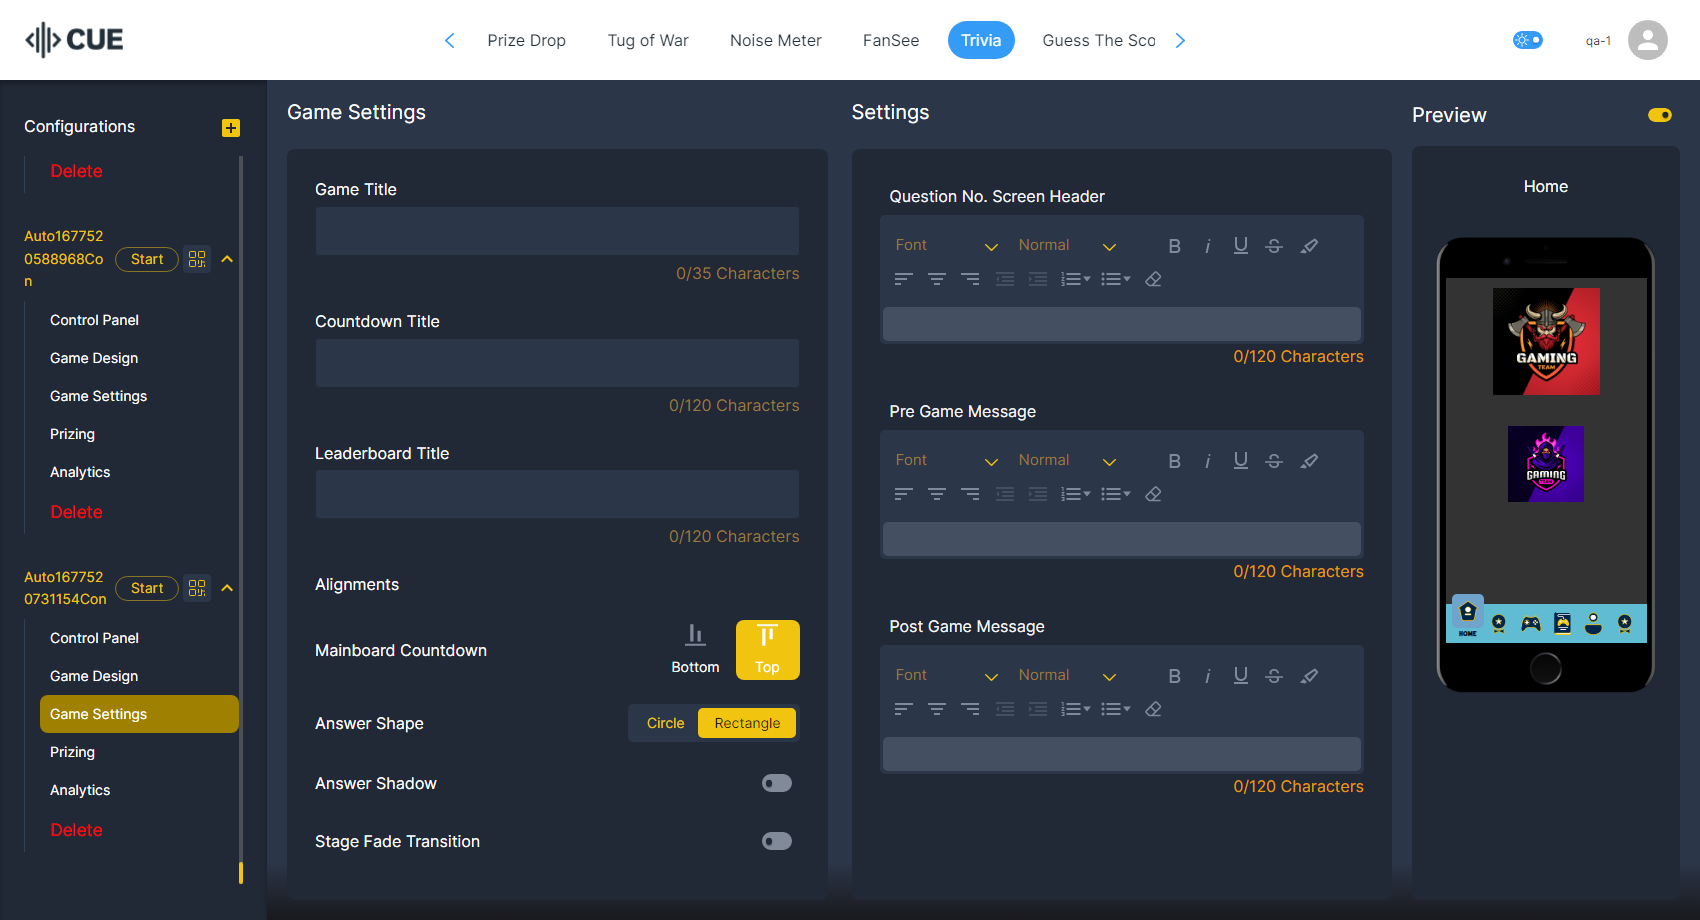 CUE
Prize Drop
Tug of War
Noise Meter
FanSee
Trivia
Guess The Sco
qa-1
Configurations
Delete
Auto167752
0588968Co
n
Start
Control Panel
Game Design
Game Settings
Prizing
Analytics
Delete
Auto167752
0731154Con
Start
Control Panel
Game Design
Game Settings
Prizing
Analytics
Delete
Game Settings
Game Title
0/35 Characters
Countdown Title
0/120 Characters
Leaderboard Title
0/120 Characters
Alignments
Mainboard Countdown
Bottom
Top
Answer Shape
Circle
Rectangle
Answer Shadow
Stage Fade Transition
Settings
Question No. Screen Header
Font
Normal
0/120 Characters
Pre Game Message
Font
Normal
0/120 Characters
Post Game Message
Font
Normal
0/120 Characters
Preview
Home
GAMING
TEAM
GAMING
TEAM
HOME